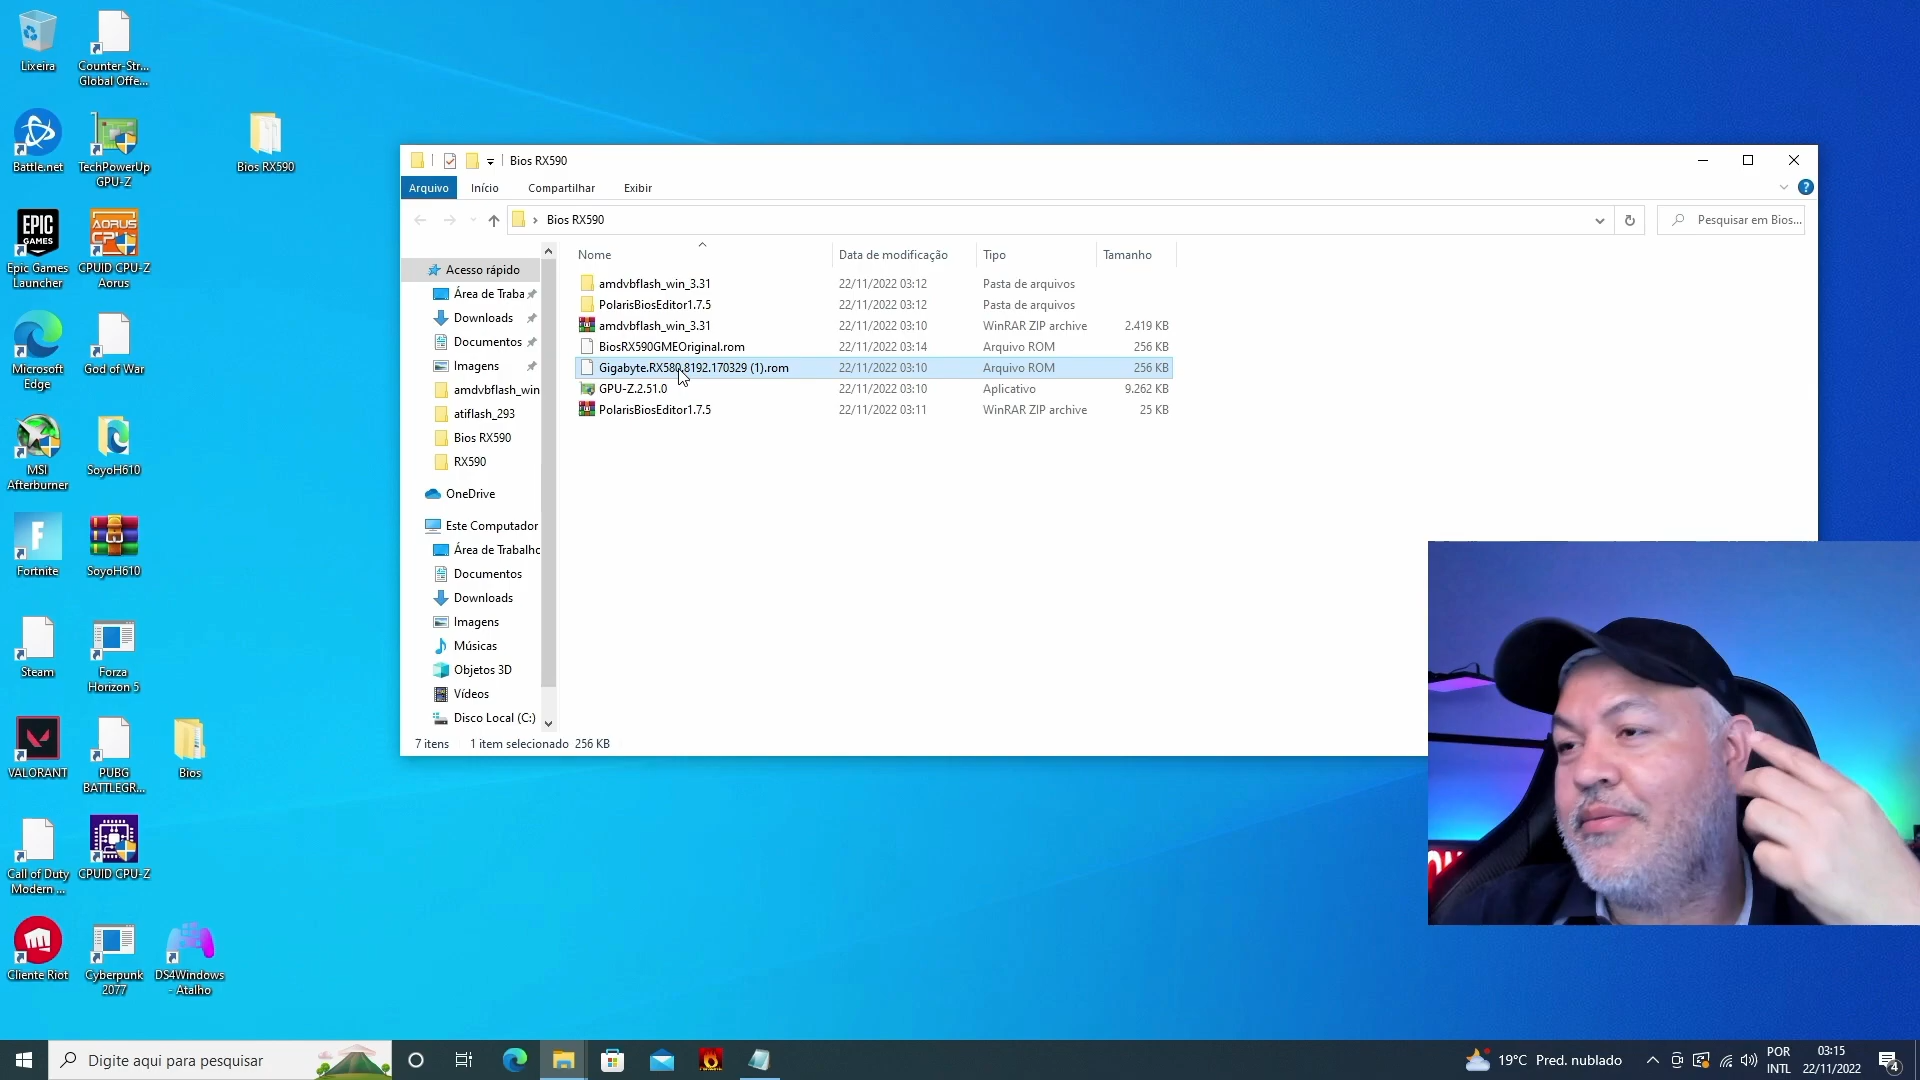 Lixeira
Counter-Str...
Global Offe...
Battle.net
TechPowerUp
GPU-Z
Bios RX590
EPIC
GAMES
Epic Games
Launcher
AORUS
CPU
CPUID CPU-Z
Aorus
Microsoft
Edge
God of War
MSI
Afterburner
SoyoH610
Fortnite
SoyoH610
Steam
Forza
Horizon 5
VALORANT
PUBG
BATTLEGR...
Bios
Call of Duty
Modern ...
CPUID CPU-Z
Cliente Riot
Cyberpunk
2077
DS4Windows
- Atalho
Bios RX590
Arquivo
Início
Compartilhar
Exibir
Bios RX590
Pesquisar em Bios...
Nome
Data de modificação
Tipo
Tamanho
amdvbflash_win_3.31 22/11/2022 03:12 Pasta de arquivos
PolarisBiosEditor1.7.5 22/11/2022 03:12 Pasta de arquivos
amdvbflash_win_3.31 22/11/2022 03:10 WinRAR ZIP archive 2.419 KB
BiosRX590GMEOriginal.rom 22/11/2022 03:14 Arquivo ROM 256 KB
Gigabyte.RX580.8192.170329 (1).rom 22/11/2022 03:10 Arquivo ROM 256 KB
GPU-Z.2.51.0 22/11/2022 03:10 Aplicativo 9.262 KB
PolarisBiosEditor1.7.5 22/11/2022 03:11 WinRAR ZIP archive 25 KB
Acesso rápido
Área de Traba
Downloads
Documentos
Imagens
amdvbflash_win
atiflash_293
Bios RX590
RX590
OneDrive
Este Computador
Área de Trabalho
Documentos
Downloads
Imagens
Músicas
Objetos 3D
Vídeos
Disco Local (C:)
7 itens
1 item selecionado 256 KB
Digite aqui para pesquisar
19°C Pred. nublado
POR
INTL
03:15
22/11/2022
4